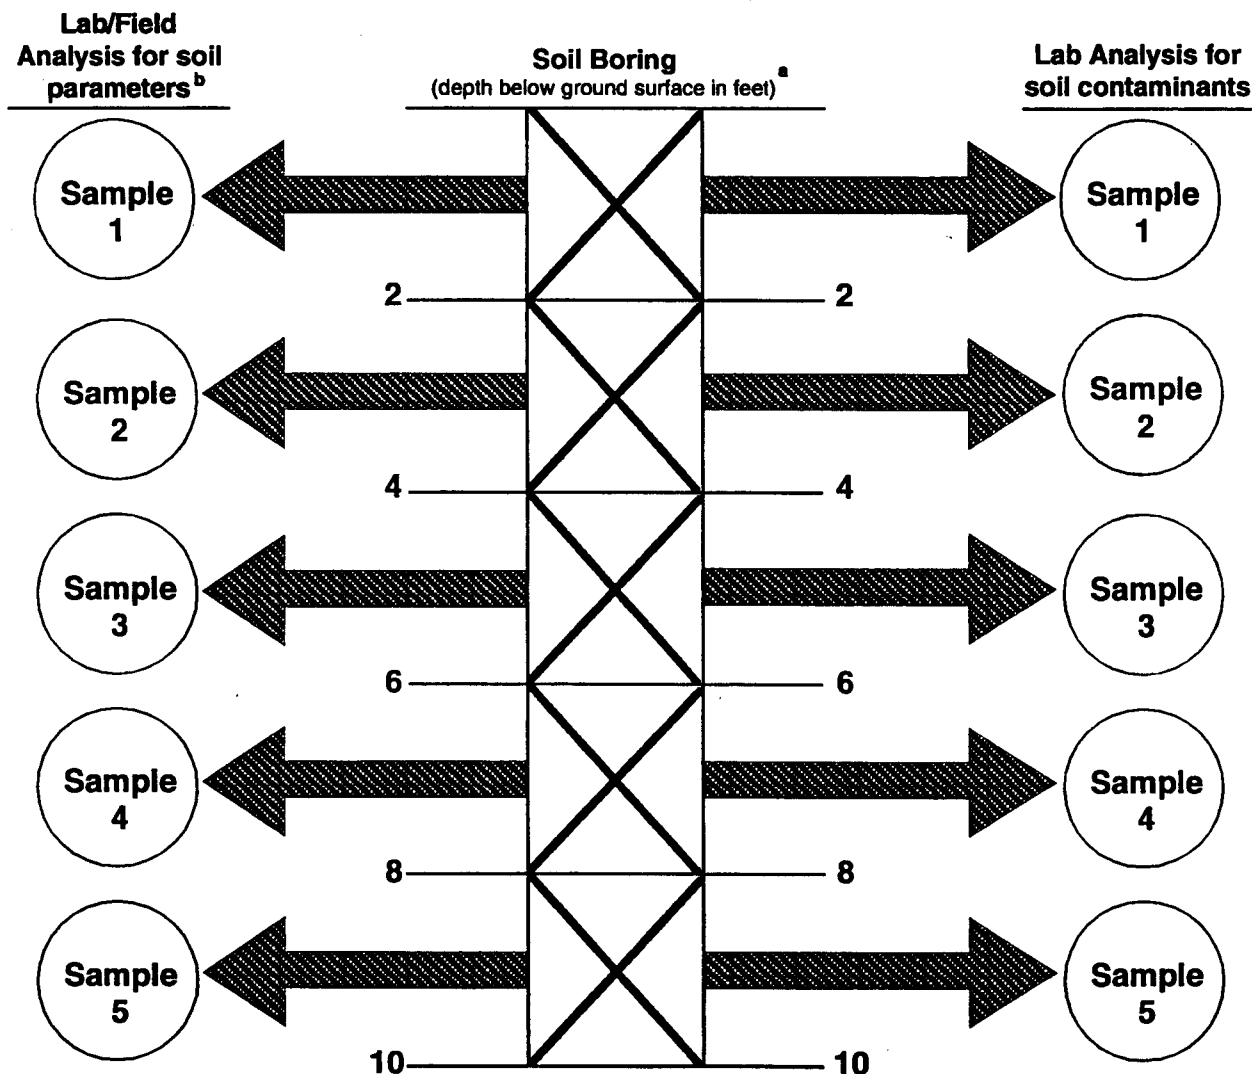 Lab/Field
Analysis for soil
parameters b
Soil Boring
(depth below ground surface in feet) a
Lab Analysis for
soil contaminants
Sample
1
Sample
1
2
2
Sample
2
Sample
2
4
4
Sample
3
Sample
3
6
6
Sample
4
Sample
4
8
8
Sample
5
Sample
5
10
10